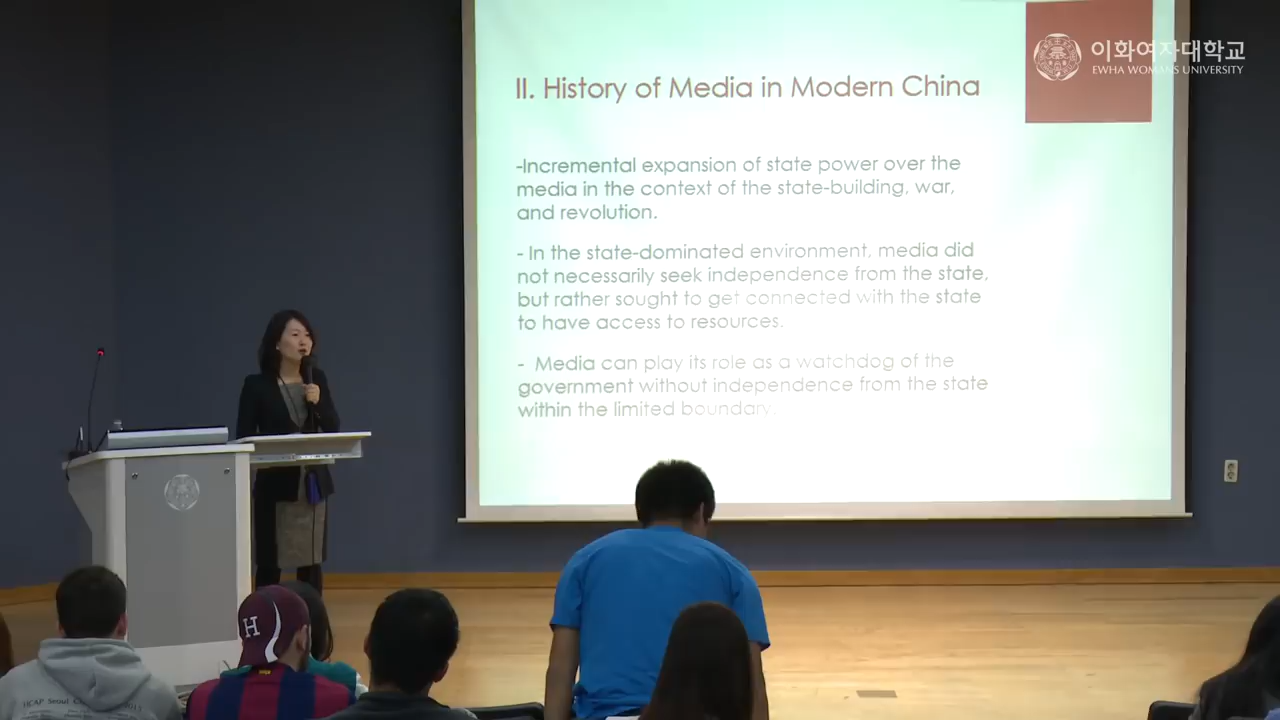 이화여자대학교
EWHA WOMANS UNIVERSITY
II. History of Media in Modern China
-Incremental expansion of state power over the
media in the context of the state-building, war,
and revolution.
- In the state-dominated environment, media did
not necessarily seek independence from the state,
but rather sought to get connected with the state
to have access to resources.
- Media can play its role as a watchdog of the
government without independence from the state
within the limited boundary.
H
HCAP Seoul